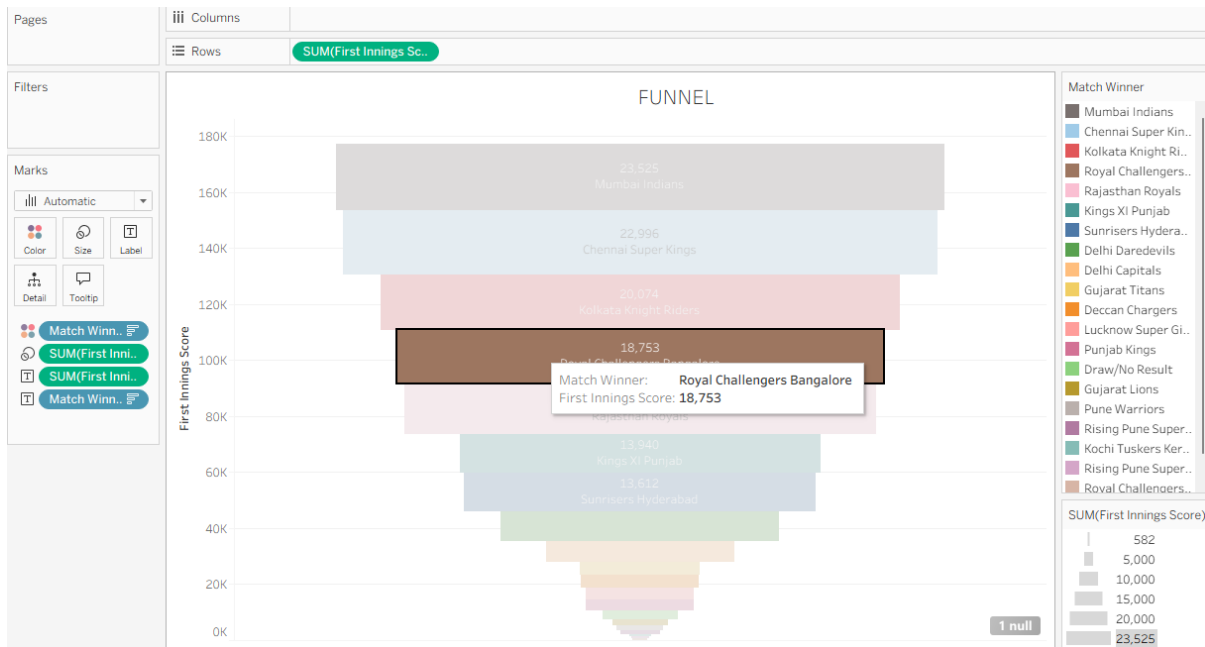 Pages
Columns
Rows
SUM(First Innings Sc..
Filters
Marks
Automatic
Color
Size
Label
Detail
Tooltip
Match Winn..
SUM(First Inni..
SUM(First Inni..
Match Winn..
FUNNEL
First Innings Score
180K
160K
140K
120K
100K
80K
60K
40K
20K
0K
23,525
Mumbai Indians
22,996
Chennai Super Kings
20,074
Kolkata Knight Riders
18,753
Royal Challengers Bangalore
Match Winner: Royal Challengers Bangalore
First Innings Score: 18,753
Rajasthan Royals
13,940
Kings XI Punjab
13,612
Sunrisers Hyderabad
1 null
Match Winner
Mumbai Indians
Chennai Super Kin..
Kolkata Knight Ri..
Royal Challengers..
Rajasthan Royals
Kings XI Punjab
Sunrisers Hydera..
Delhi Daredevils
Delhi Capitals
Gujarat Titans
Deccan Chargers
Lucknow Super Gi..
Punjab Kings
Draw/No Result
Gujarat Lions
Pune Warriors
Rising Pune Super..
Kochi Tuskers Ker..
Rising Pune Super..
Royal Challengers..
SUM(First Innings Score)
582
5,000
10,000
15,000
20,000
23,525